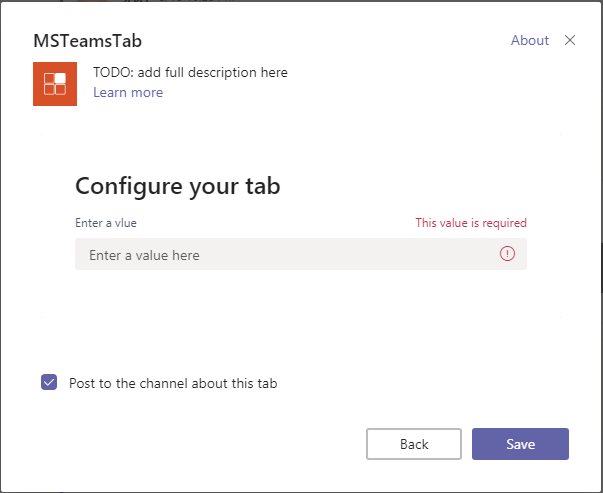 MSTeamsTab
About
TODO: add full description here
Learn more
Configure your tab
Enter a vlue
This value is required
Enter a value here
Post to the channel about this tab
Back
Save